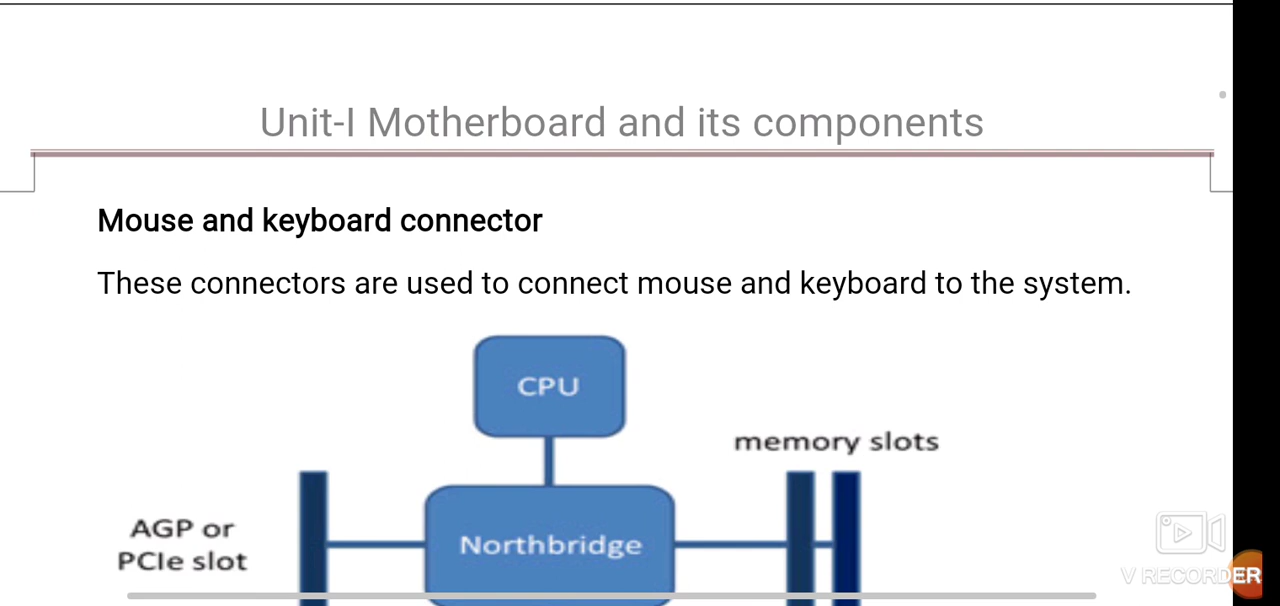 Unit-I Motherboard and its components
Mouse and keyboard connector
These connectors are used to connect mouse and keyboard to the system.
CPU
memory slots
AGP or
PCIe slot
Northbridge
V RECORDER